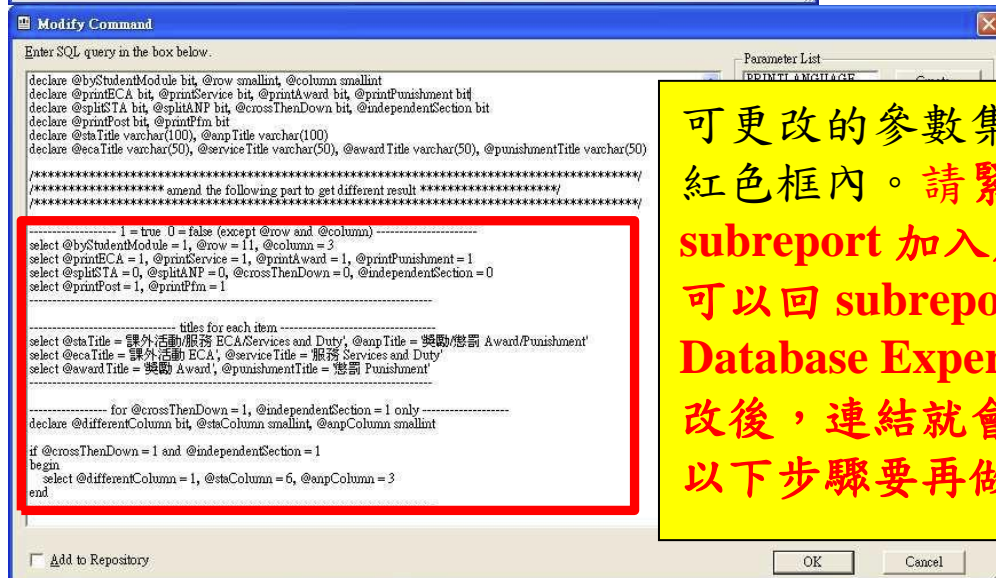 Modify Command
Enter SQL query in the box below.
Parameter List
PRINTLANGUAGE
declare @byStudentModule bit, @row smallint, @column smallint
declare @printECA bit, @printService bit, @printAward bit, @printPunishment bit
declare @splitSTA bit, @splitANP bit, @crossThenDown bit, @independentSection bit
declare @printPost bit, @printPfm bit
declare @staTitle varchar(100), @anpTitle varchar(100)
declare @ecaTitle varchar(50), @serviceTitle varchar(50), @awardTitle varchar(50), @punishmentTitle varchar(50)
amend the following part to get different result
1 = true 0 = false (except @row and @column)
select @byStudentModule = 1, @row = 11, @column = 3
select @printECA = 1, @printService = 1, @printAward = 1, @printPunishment = 1
select @splitSTA = 0, @splitANP = 0, @crossThenDown = 0, @independentSection = 0
select @printPost = 1, @printPfm = 1
titles for each item
select @staTitle = '課外活動/服務 ECA/Services and Duty', @anpTitle = '獎勵/懲罰 Award/Punishment'
select @ecaTitle = '課外活動 ECA', @serviceTitle = '服務 Services and Duty'
select @awardTitle = '獎勵 Award', @punishmentTitle = '懲罰 Punishment'
for @crossThenDown = 1, @independentSection = 1 only
declare @differentColumn bit, @staColumn smallint, @anpColumn smallint
if @crossThenDown = 1 and @independentSection = 1
begin
select @differentColumn = 1, @staColumn = 6, @anpColumn = 3
end
可更改的參數集
紅色框內。請緊
subreport 加入
可以回 subrepo
Database Exper
改後，連結就會
以下步驟要再做
Add to Repository
OK
Cancel